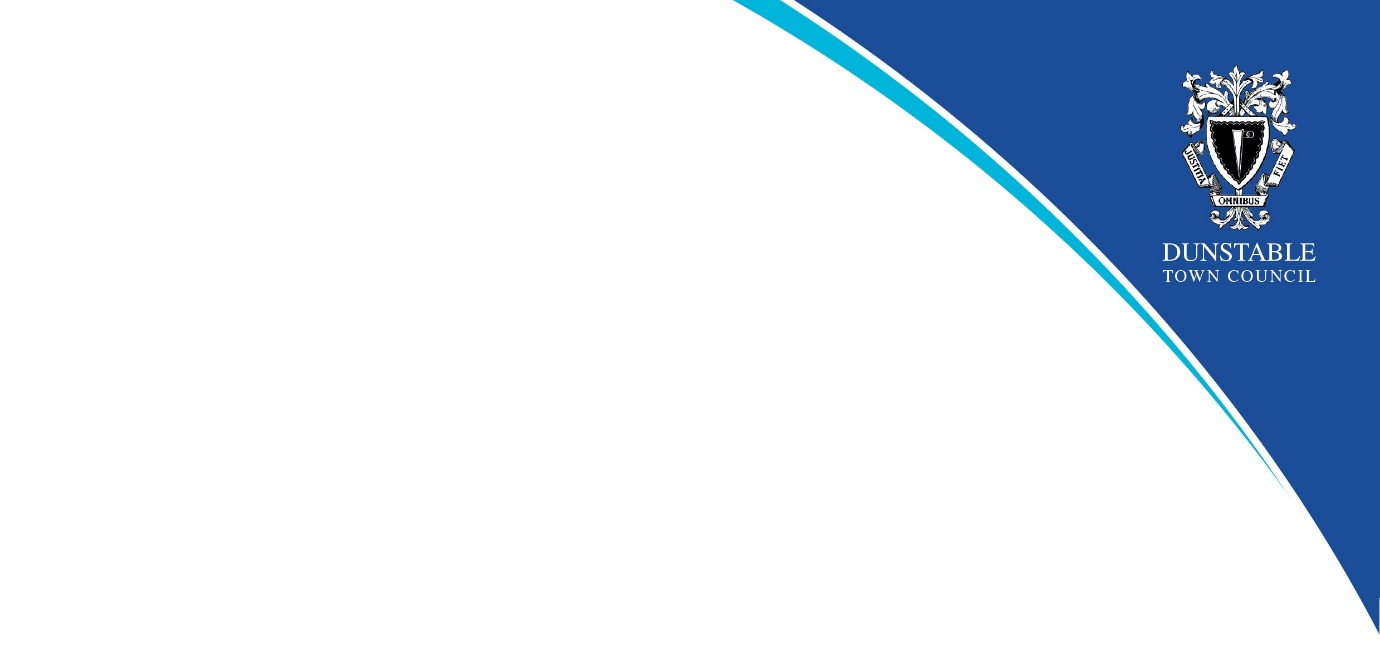 JUSTITIA
FIET
OMNIBUS
DUNSTABLE
TOWN COUNCIL